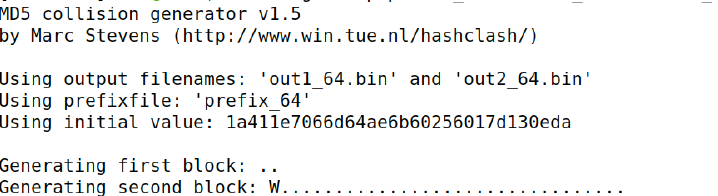 MD5 collision generator v1.5
by Marc Stevens (http://www.win.tue.nl/hashclash/)
Using output filenames: 'out1_64.bin' and 'out2_64.bin'
Using prefixfile: 'prefix_64'
Using initial value: 1a411e7066d64ae6b60256017d130eda
Generating first block: ..
Generating second block: W................................